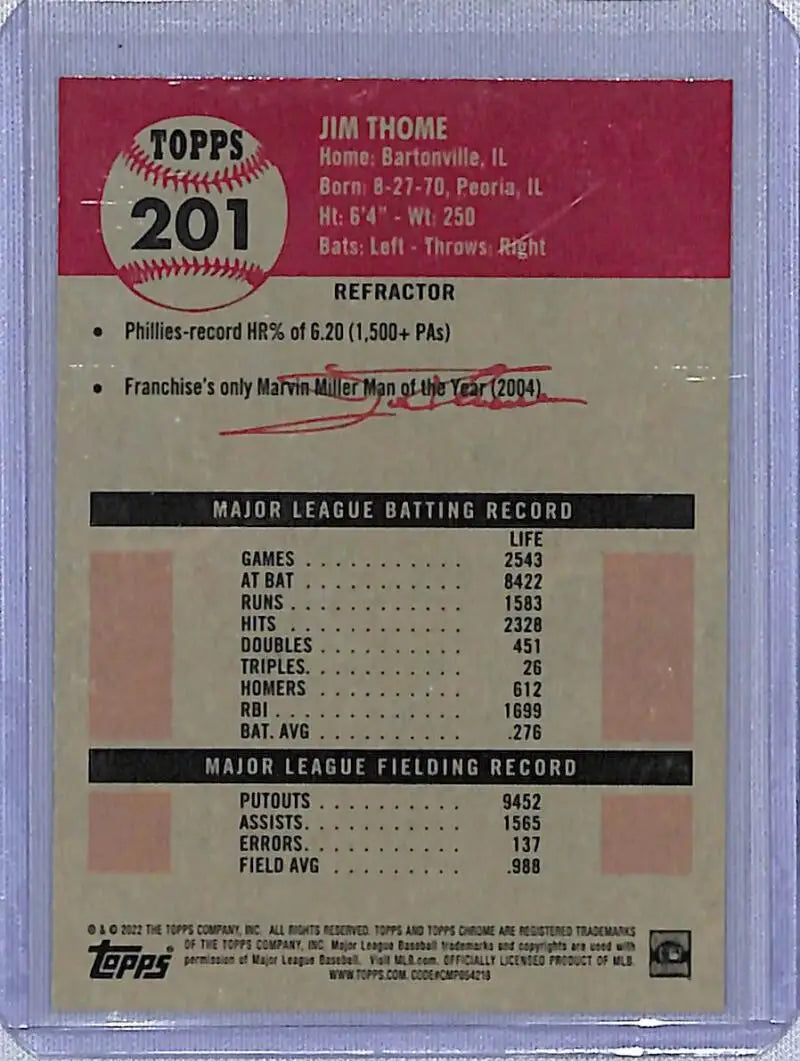 TOPPS
201
JIM THOME
Home: Bartonville, IL
Born: 8-27-70, Peoria, IL
Ht: 6'4" - Wt: 250
Bats: Left - Throws: Right
REFRACTOR
• Phillies-record HR% of 6.20 (1,500+ PAs)
• Franchise's only Marvin Miller Man of the Year (2004)
MAJOR LEAGUE BATTING RECORD
LIFE
GAMES . . . . . . . . . . . 2543
AT BAT . . . . . . . . . . . 8422
RUNS . . . . . . . . . . . . 1583
HITS . . . . . . . . . . . . 2328
DOUBLES . . . . . . . . . . 451
TRIPLES. . . . . . . . . . . 26
HOMERS . . . . . . . . . . 612
RBI . . . . . . . . . . . . . 1699
BAT. AVG . . . . . . . . . . .276
MAJOR LEAGUE FIELDING RECORD
PUTOUTS . . . . . . . . . . 9452
ASSISTS. . . . . . . . . . . 1565
ERRORS. . . . . . . . . . . 137
FIELD AVG . . . . . . . . . .988
® & © 2022 THE TOPPS COMPANY, INC. ALL RIGHTS RESERVED. TOPPS AND TOPPS CHROME ARE REGISTERED TRADEMARKS
OF THE TOPPS COMPANY, INC. Major League Baseball trademarks and copyrights are used with
permission of Major League Baseball. Visit MLB.com. OFFICIALLY LICENSED PRODUCT OF MLB.
WWW.TOPPS.COM. CODE#CMP054218
Topps®